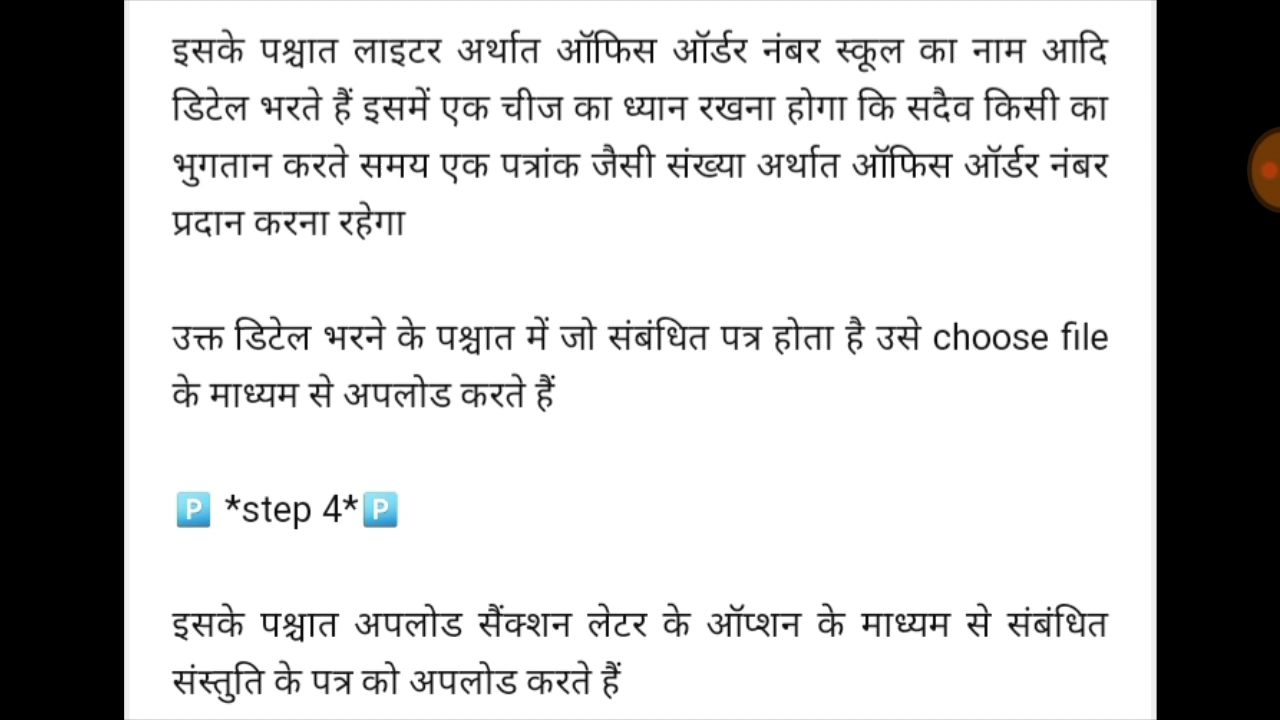 इसके पश्चात लाइटर अर्थात ऑफिस ऑर्डर नंबर स्कूल का नाम आदि
डिटेल भरते हैं इसमें एक चीज का ध्यान रखना होगा कि सदैव किसी का
भुगतान करते समय एक पत्रांक जैसी संख्या अर्थात ऑफिस ऑर्डर नंबर
प्रदान करना रहेगा
उक्त डिटेल भरने के पश्चात में जो संबंधित पत्र होता है उसे choose file
के माध्यम से अपलोड करते हैं
🅿️ *step 4*🅿️
इसके पश्चात अपलोड सैंक्शन लेटर के ऑप्शन के माध्यम से संबंधित
संस्तुति के पत्र को अपलोड करते हैं